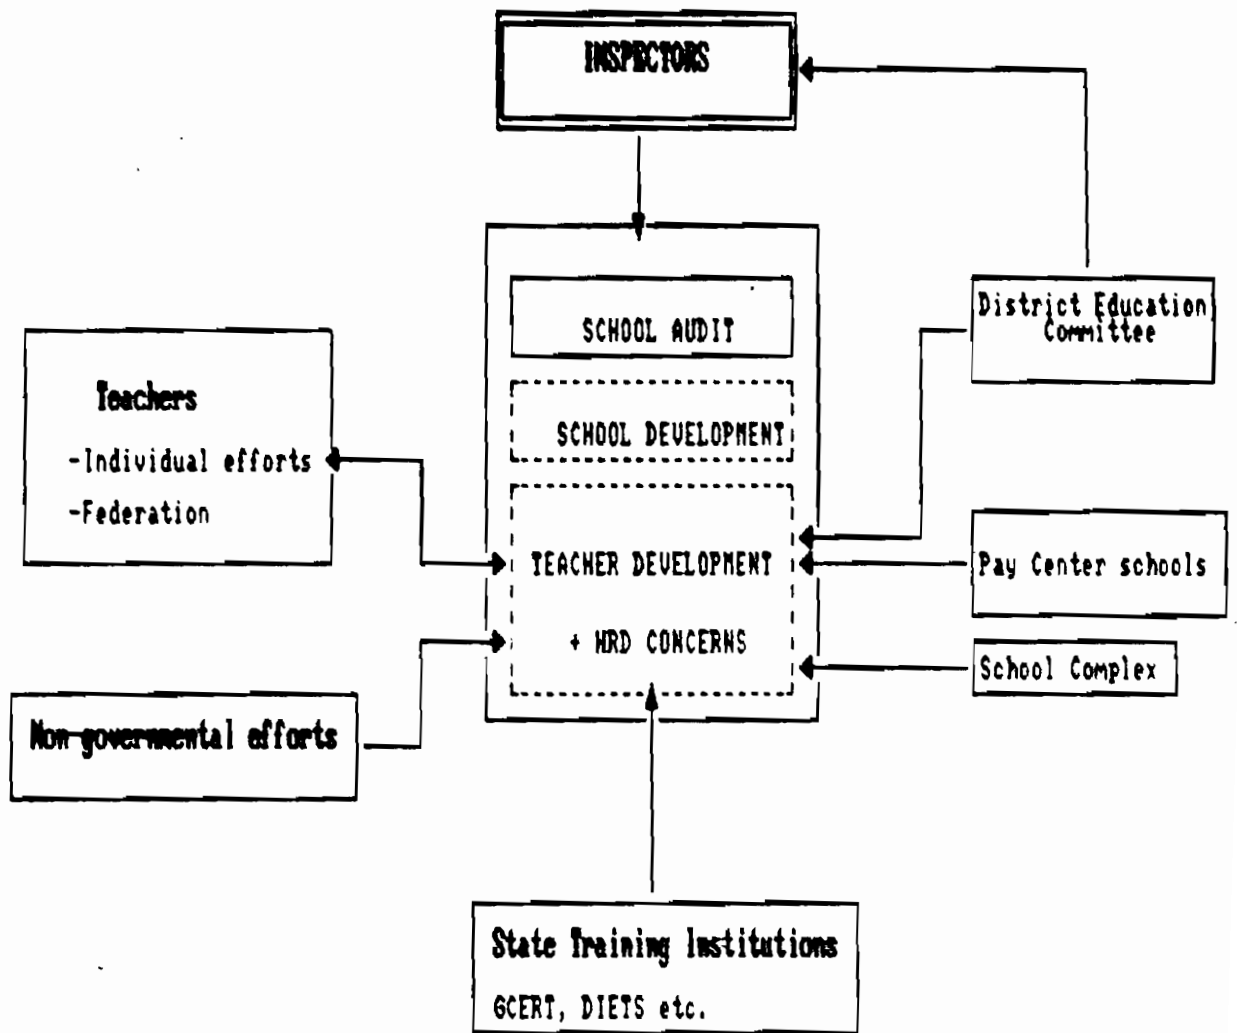 INSPECTORS
SCHOOL AUDIT
District Education
Committee
Teachers
-Individual efforts
-Federation
SCHOOL DEVELOPMENT
TEACHER DEVELOPMENT
+ HRD CONCERNS
Pay Center schools
School Complex
Non-governmental efforts
State Training Institutions
GCERT, DIETS etc.